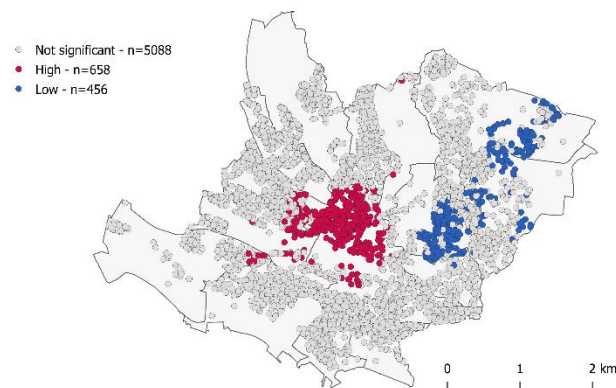 Not significant - n=5088
High - n=658
Low - n=456
0 1 2 km